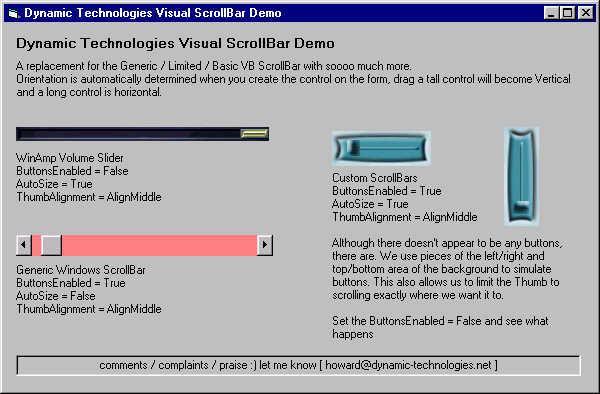 Dynamic Technologies Visual ScrollBar Demo
Dynamic Technologies Visual ScrollBar Demo
A replacement for the Generic / Limited / Basic VB ScrollBar with soooo much more.
Orientation is automatically determined when you create the control on the form, drag a tall control will become Vertical
and a long control is horizontal.
WinAmp Volume Slider
ButtonsEnabled = False
AutoSize = True
ThumbAlignment = AlignMiddle
Generic Windows ScrollBar
ButtonsEnabled = True
AutoSize = False
ThumbAlignment = AlignMiddle
Custom ScrollBars
ButtonsEnabled = True
AutoSize = True
ThumbAlignment = AlignMiddle
Although there doesn't appear to be any buttons,
there are. We use pieces of the left/right and
top/bottom area of the background to simulate
buttons. This also allows us to limit the Thumb to
scrolling exactly where we want it to.
Set the ButtonsEnabled = False and see what
happens
comments / complaints / praise :) let me know [ howard@dynamic-technologies.net ]